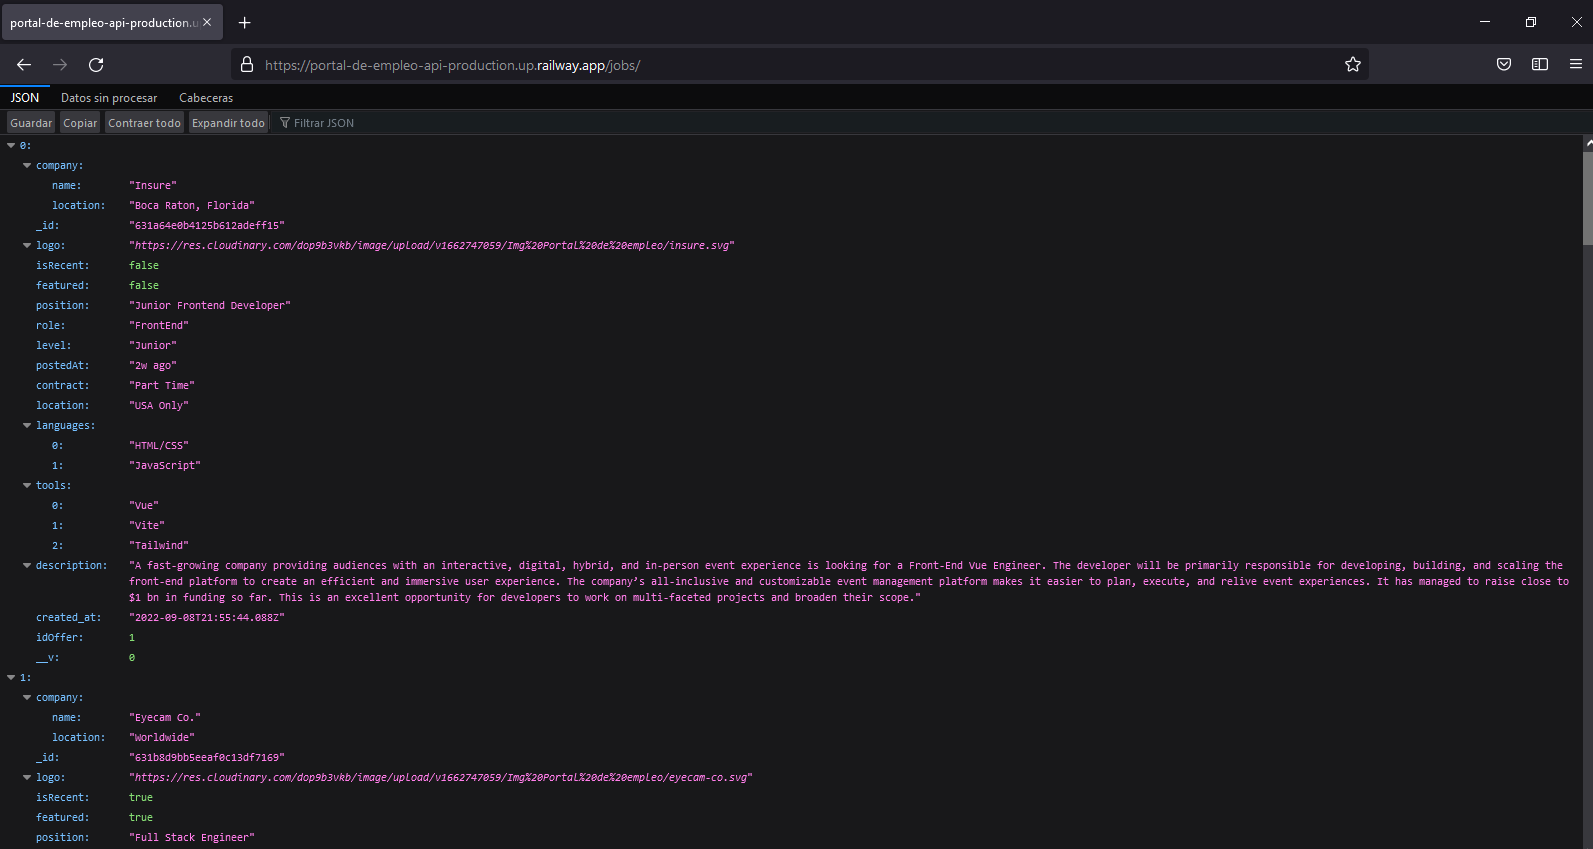 portal-de-empleo-api-production.u
https://portal-de-empleo-api-production.up.railway.app/jobs/
JSON Datos sin procesar Cabeceras
Guardar Copiar Contraer todo Expandir todo Filtrar JSON
0:
company:
name: "Insure"
location: "Boca Raton, Florida"
_id: "631a64e0b4125b612adeff15"
logo: "https://res.cloudinary.com/dop9b3vkb/image/upload/v1662747059/Img%20Portal%20de%20empleo/insure.svg"
isRecent: false
featured: false
position: "Junior Frontend Developer"
role: "FrontEnd"
level: "Junior"
postedAt: "2w ago"
contract: "Part Time"
location: "USA Only"
languages:
0: "HTML/CSS"
1: "JavaScript"
tools:
0: "Vue"
1: "Vite"
2: "Tailwind"
description: "A fast-growing company providing audiences with an interactive, digital, hybrid, and in-person event experience is looking for a Front-End Vue Engineer. The developer will be primarily responsible for developing, building, and scaling the
front-end platform to create an efficient and immersive user experience. The company’s all-inclusive and customizable event management platform makes it easier to plan, execute, and relive event experiences. It has managed to raise close to
$1 bn in funding so far. This is an excellent opportunity for developers to work on multi-faceted projects and broaden their scope."
created_at: "2022-09-08T21:55:44.088Z"
idOffer: 1
__v: 0
1:
company:
name: "Eyecam Co."
location: "Worldwide"
_id: "631b8d9bb5eeaf0c13df7169"
logo: "https://res.cloudinary.com/dop9b3vkb/image/upload/v1662747059/Img%20Portal%20de%20empleo/eyecam-co.svg"
isRecent: true
featured: true
position: "Full Stack Engineer"